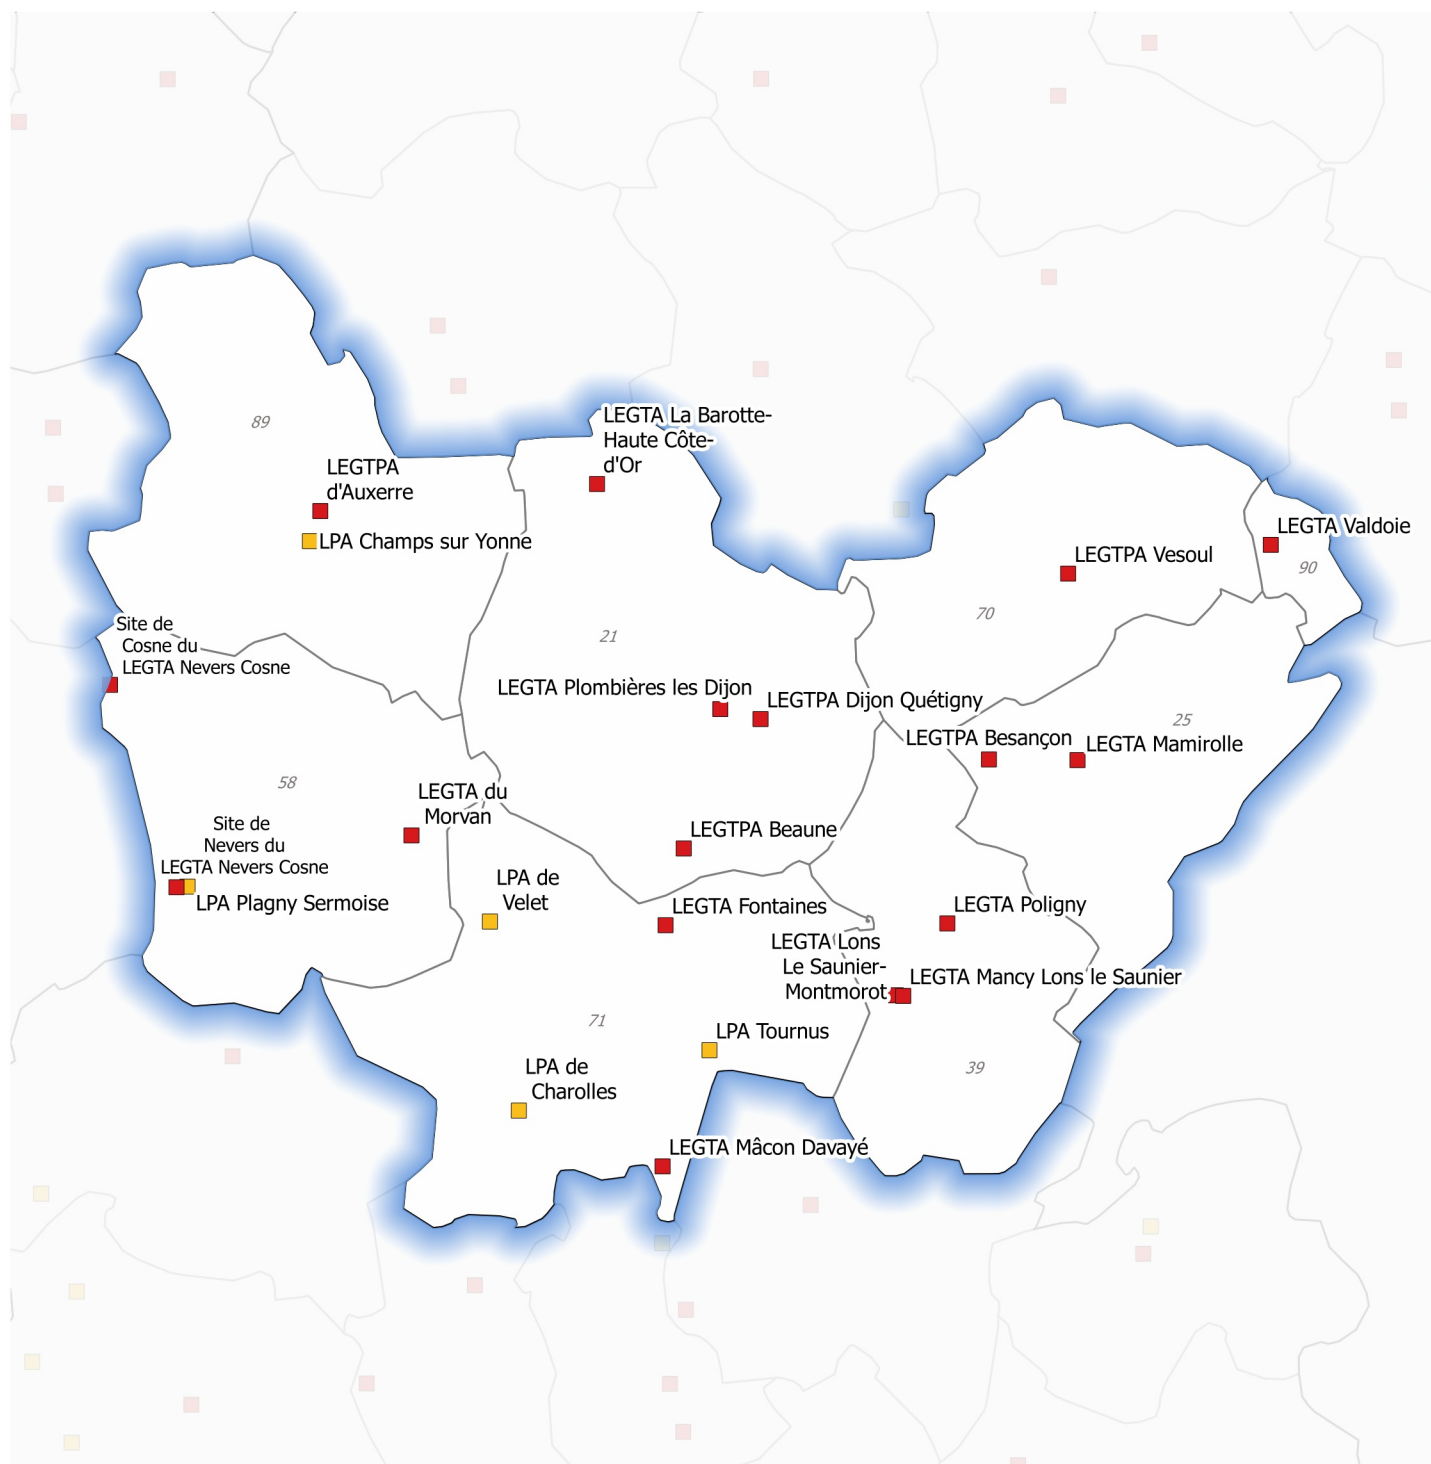 LEGTA La Barotte-
Haute Côte-
d'Or
89
LEGTPA
d'Auxerre
LPA Champs sur Yonne
LEGTA Valdoie
LEGTPA Vesoul
90
70
Site de
Cosne du
LEGTA Nevers Cosne
21
LEGTA Plombières les Dijon
LEGTPA Dijon Quétigny
25
LEGTPA Besançon
LEGTA Mamirolle
58
LEGTA du
Morvan
Site de
Nevers du
LEGTA Nevers Cosne
LPA Plagny Sermoise
LEGTPA Beaune
LPA de
Velet
LEGTA Fontaines
LEGTA Poligny
LEGTA Lons
Le Saunier-
Montmorot
LEGTA Mancy Lons le Saunier
71
LPA Tournus
39
LPA de
Charolles
LEGTA Mâcon Davayé